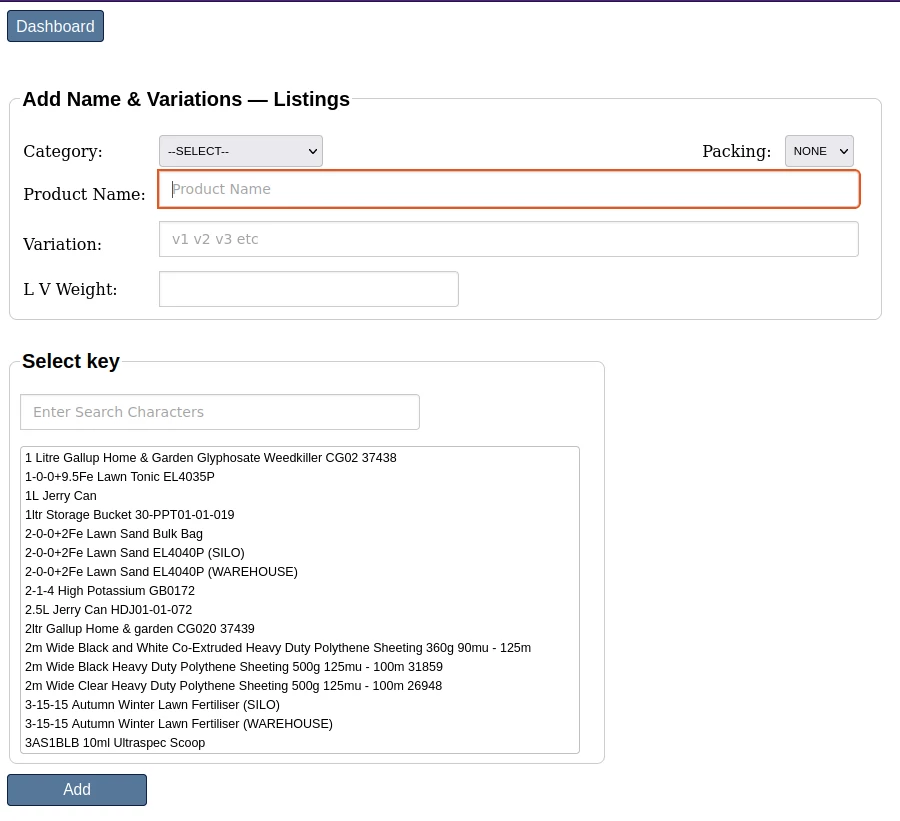 Dashboard
Add Name & Variations — Listings
Category: --SELECT-- Packing: NONE
Product Name: Product Name
Variation: v1 v2 v3 etc
L V Weight:
Select key
Enter Search Characters
1 Litre Gallup Home & Garden Glyphosate Weedkiller CG02 37438
1-0-0+9.5Fe Lawn Tonic EL4035P
1L Jerry Can
1ltr Storage Bucket 30-PPT01-01-019
2-0-0+2Fe Lawn Sand Bulk Bag
2-0-0+2Fe Lawn Sand EL4040P (SILO)
2-0-0+2Fe Lawn Sand EL4040P (WAREHOUSE)
2-1-4 High Potassium GB0172
2.5L Jerry Can HDJ01-01-072
2ltr Gallup Home & garden CG020 37439
2m Wide Black and White Co-Extruded Heavy Duty Polythene Sheeting 360g 90mu - 125m
2m Wide Black Heavy Duty Polythene Sheeting 500g 125mu - 100m 31859
2m Wide Clear Heavy Duty Polythene Sheeting 500g 125mu - 100m 26948
3-15-15 Autumn Winter Lawn Fertiliser (SILO)
3-15-15 Autumn Winter Lawn Fertiliser (WAREHOUSE)
3AS1BLB 10ml Ultraspec Scoop
Add